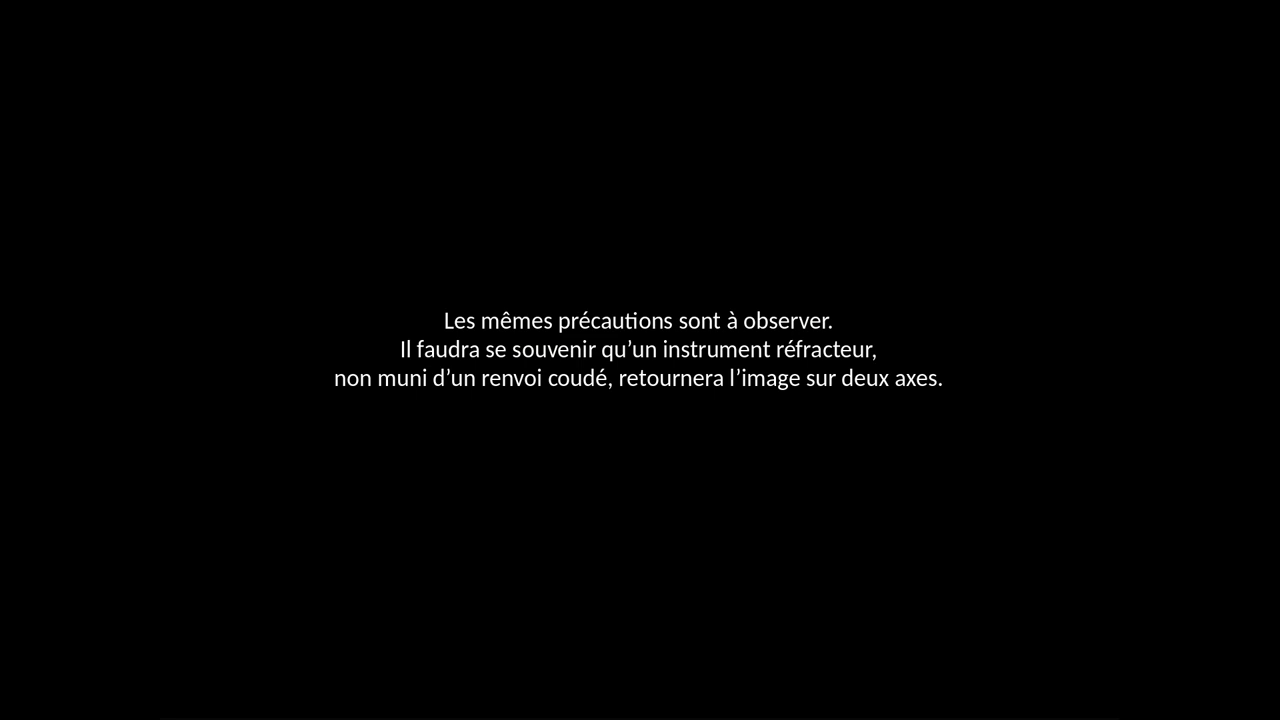 Les mêmes précautions sont à observer.
Il faudra se souvenir qu’un instrument réfracteur,
non muni d’un renvoi coudé, retournera l’image sur deux axes.